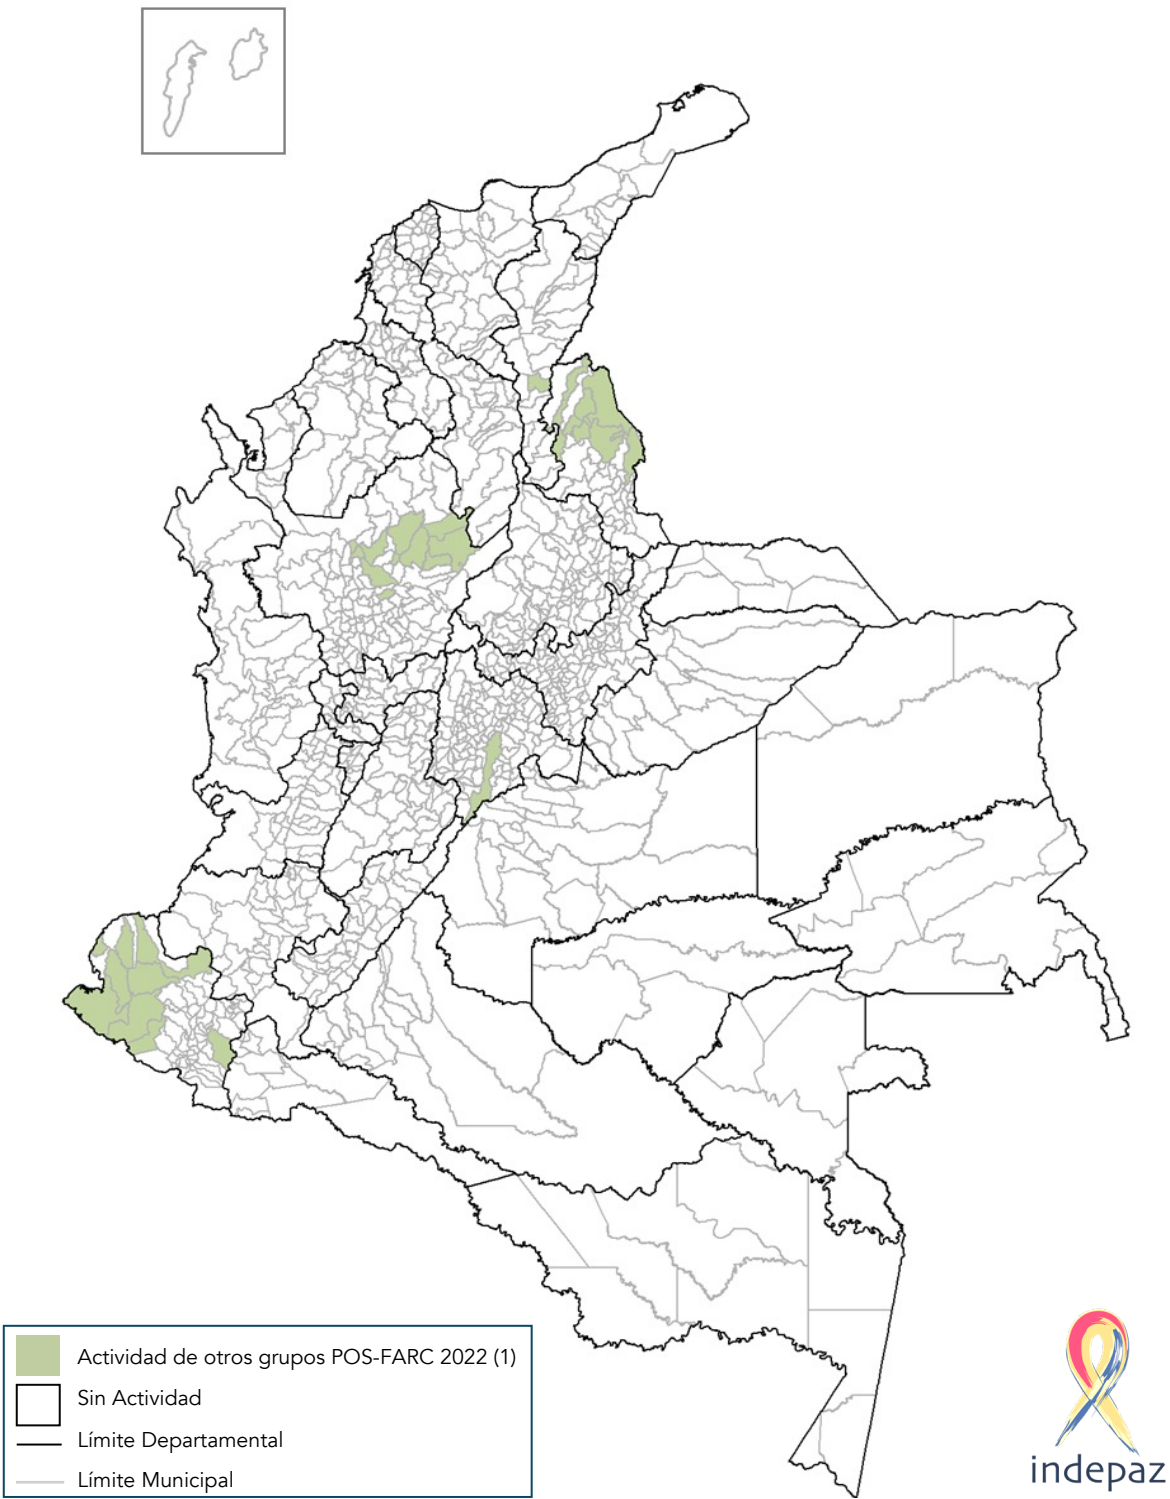 Actividad de otros grupos POS-FARC 2022 (1)
Sin Actividad
Límite Departamental
Límite Municipal
indepaz